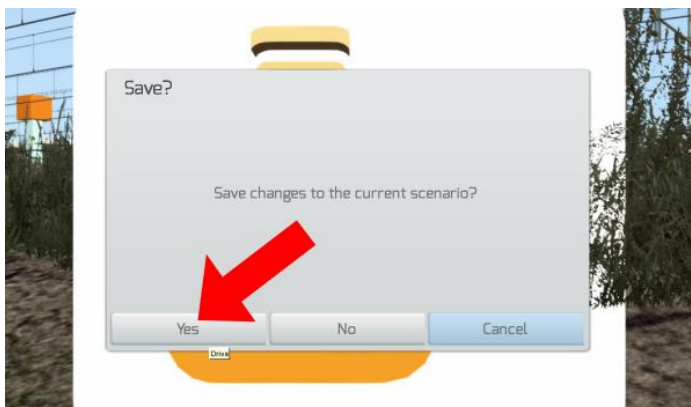 Save?
Save changes to the current scenario?
Yes
No
Cancel
Drive